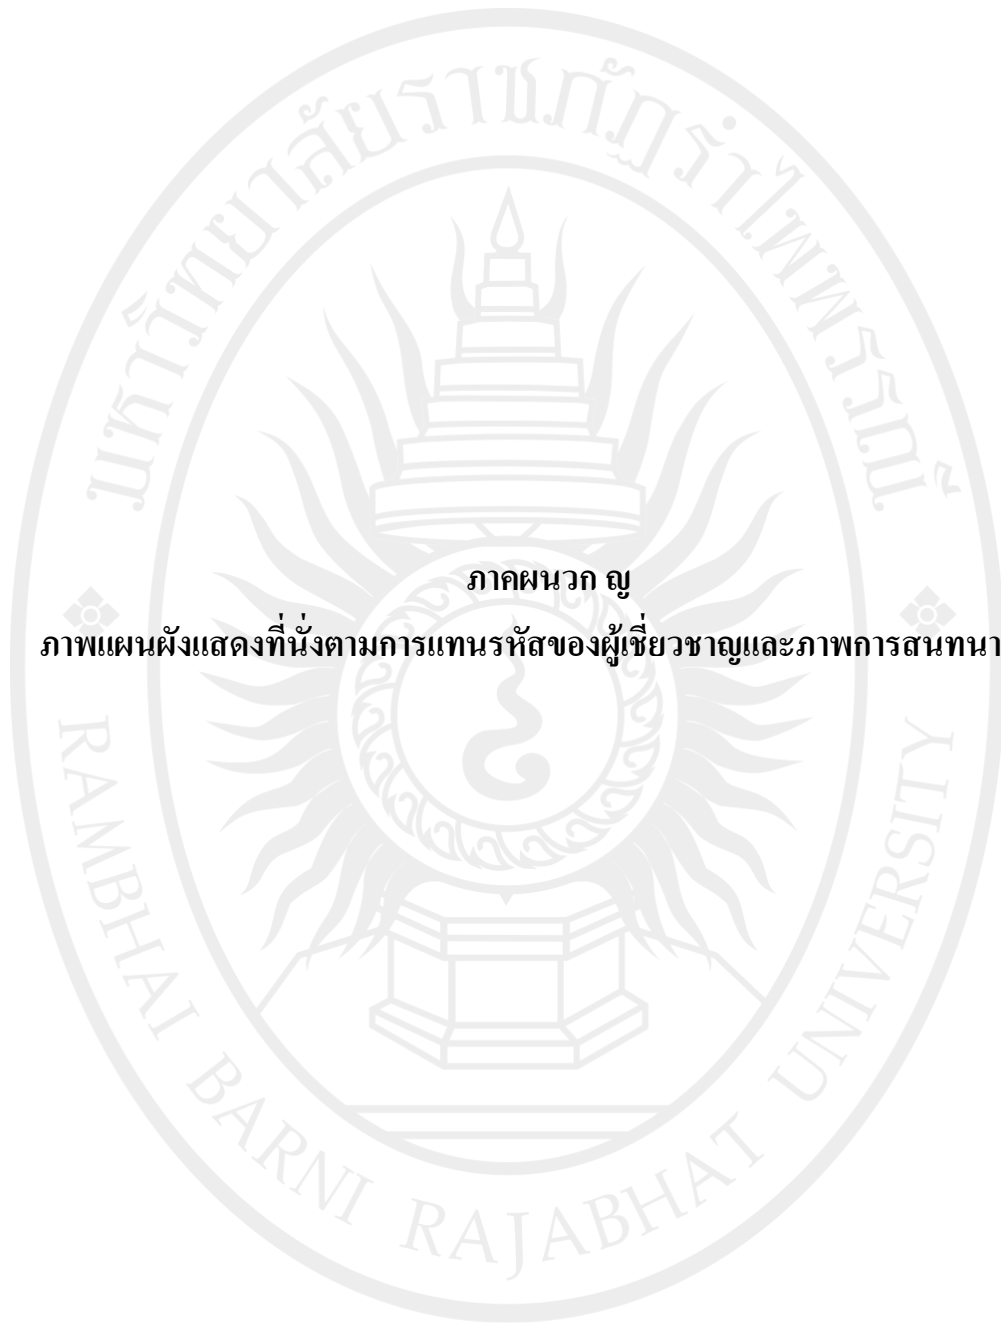 มหาวิทยาลัยราชภัฏรำไพพรรณี
ภาคผนวก ญ
ภาพแผนผังแสดงที่นั่งตามการแทนรหัสของผู้เชี่ยวชาญและภาพการสนทนา
RAMBHAI BARNI RAJABHAT UNIVERSITY